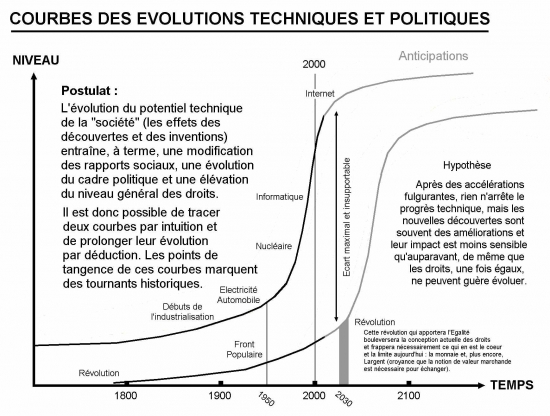 COURBES DES EVOLUTIONS TECHNIQUES ET POLITIQUES
NIVEAU
2000
Anticipations
Internet
Postulat :
L'évolution du potentiel technique
de la "société" (les effets des
découvertes et des inventions)
entraîne, à terme, une modification
des rapports sociaux, une évolution
du cadre politique et une élévation
du niveau général des droits.
Il est donc possible de tracer
deux courbes par intuition et
de prolonger leur évolution
par déduction. Les points de
tangence de ces courbes marquent
des tournants historiques.
Informatique
Nucléaire
Electricité
Automobile
Débuts de
l'industrialisation
Ecart maximal et insupportable
Hypothèse
Après des accélérations
fulgurantes, rien n'arrête le
progrès technique, mais les
nouvelles découvertes sont
souvent des améliorations et
leur impact est moins sensible
qu'auparavant, de même que
les droits, une fois égaux,
ne peuvent guère évoluer.
Front
Populaire
Révolution
Révolution
Cette révolution qui apportera l'Egalité
bouleversera la conception actuelle des droits
et frappera nécessairement ce qui en est le coeur
et la limite aujourd'hui : la monnaie et, plus encore,
Largent (croyance que la notion de valeur marchande
est nécessaire pour échanger).
TEMPS
1800
1900
1950
2000
2030
2100